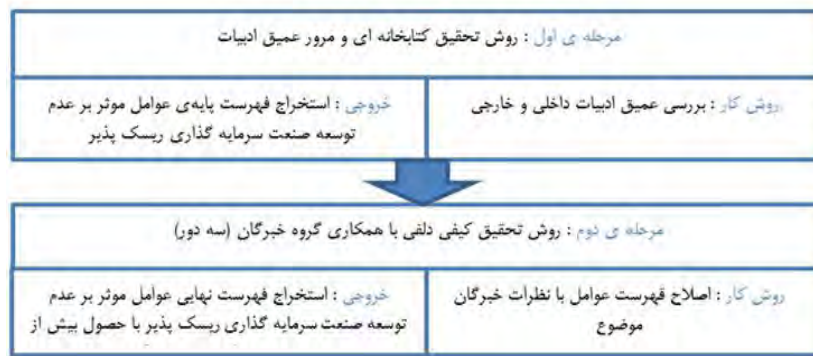 مرحله ی اول : روش تحقیق کتابخانه ای و مرور عمیق ادبیات
روش کار : بررسی عمیق ادبیات داخلی و خارجی
خروجی : استخراج فهرست پایه‌ی عوامل موثر بر عدم
توسعه صنعت سرمایه گذاری ریسک پذیر
مرحله ی دوم : روش تحقیق کیفی دلفی با همکاری گروه خبرگان (سه دور)
روش کار : اصلاح فهرست عوامل با نظرات خبرگان
موضوع
خروجی : استخراج فهرست نهایی عوامل موثر بر عدم
توسعه صنعت سرمایه گذاری ریسک پذیر با حصول بیش از